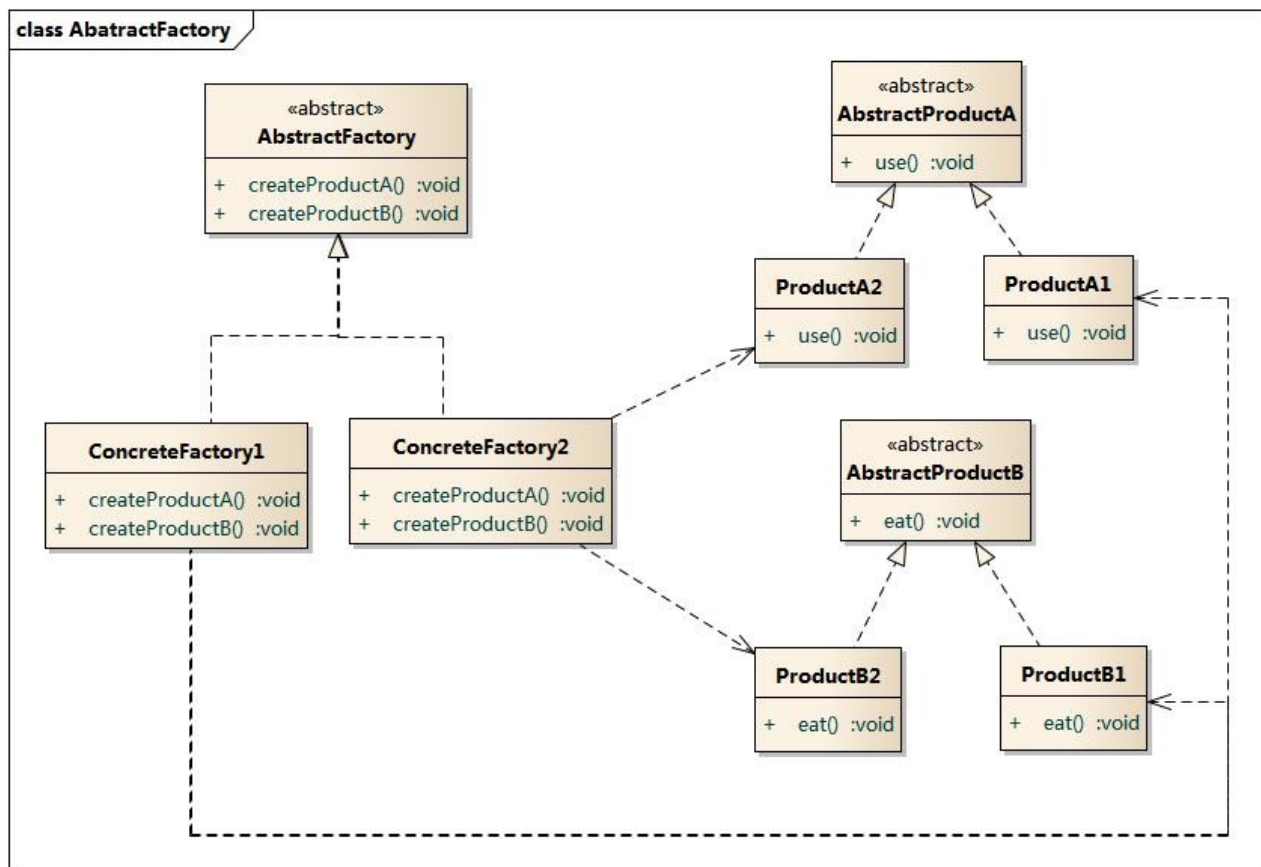 class AbatractFactory
«abstract»
AbstractFactory
+ createProductA() :void
+ createProductB() :void
«abstract»
AbstractProductA
+ use() :void
ProductA2
+ use() :void
ProductA1
+ use() :void
ConcreteFactory1
+ createProductA() :void
+ createProductB() :void
ConcreteFactory2
+ createProductA() :void
+ createProductB() :void
«abstract»
AbstractProductB
+ eat() :void
ProductB2
+ eat() :void
ProductB1
+ eat() :void